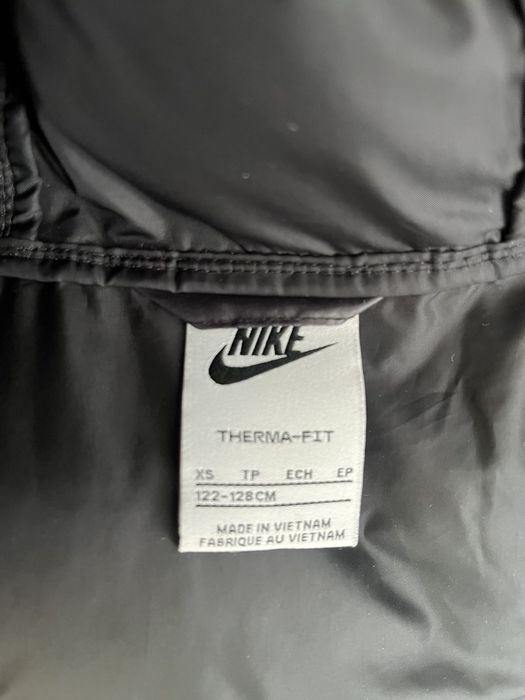 NIKE
THERMA-FIT
XS TP ECH EP
122-128CM
MADE IN VIETNAM
FABRIQUE AU VIETNAM